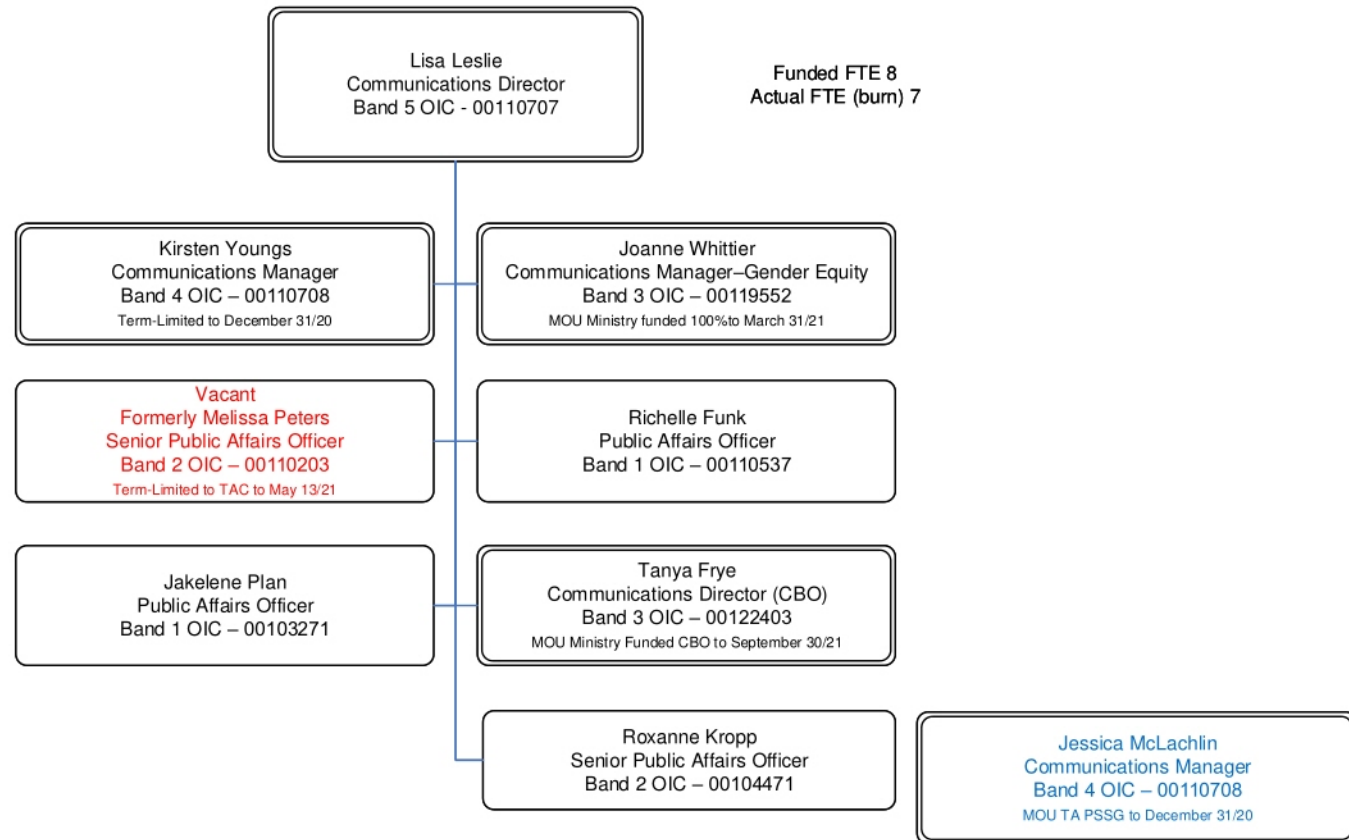 Lisa Leslie
Communications Director
Band 5 OIC - 00110707
Funded FTE 8
Actual FTE (burn) 7
Kirsten Youngs
Communications Manager
Band 4 OIC – 00110708
Term-Limited to December 31/20
Joanne Whittier
Communications Manager–Gender Equity
Band 3 OIC – 00119552
MOU Ministry funded 100%to March 31/21
Vacant
Formerly Melissa Peters
Senior Public Affairs Officer
Band 2 OIC – 00110203
Term-Limited to TAC to May 13/21
Richelle Funk
Public Affairs Officer
Band 1 OIC – 00110537
Jakelene Plan
Public Affairs Officer
Band 1 OIC – 00103271
Tanya Frye
Communications Director (CBO)
Band 3 OIC – 00122403
MOU Ministry Funded CBO to September 30/21
Roxanne Kropp
Senior Public Affairs Officer
Band 2 OIC – 00104471
Jessica McLachlin
Communications Manager
Band 4 OIC – 00110708
MOU TA PSSG to December 31/20